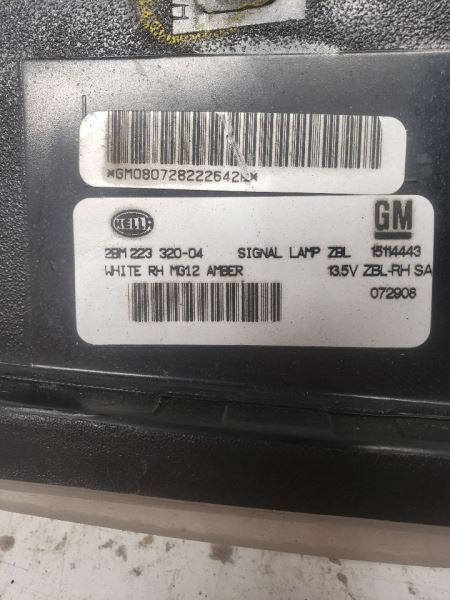 HELLA
GM
2BM 223 320-04 SIGNAL LAMP ZBL 15114443
WHITE RH MG12 AMBER 13.5V ZBL-RH SA
072908